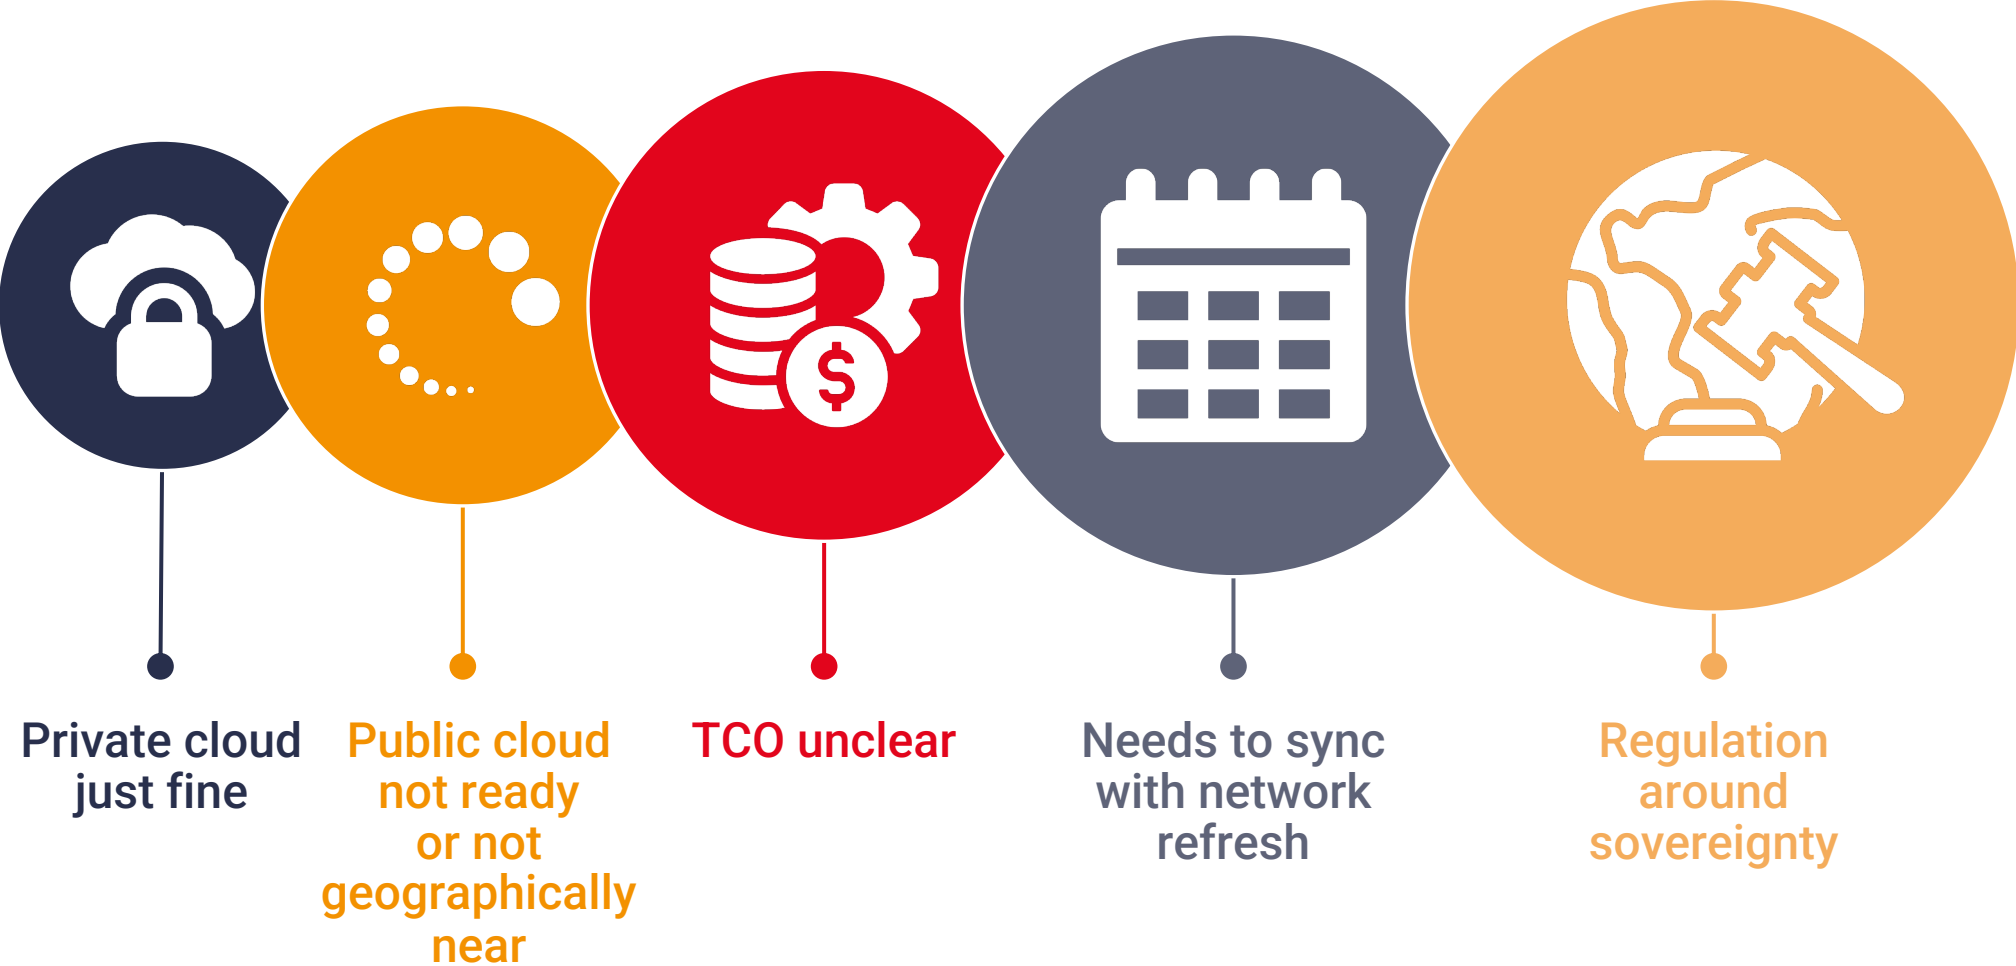 Private cloud
just fine
Public cloud
not ready
or not
geographically
near
TCO unclear
Needs to sync
with network
refresh
Regulation
around
sovereignty
$